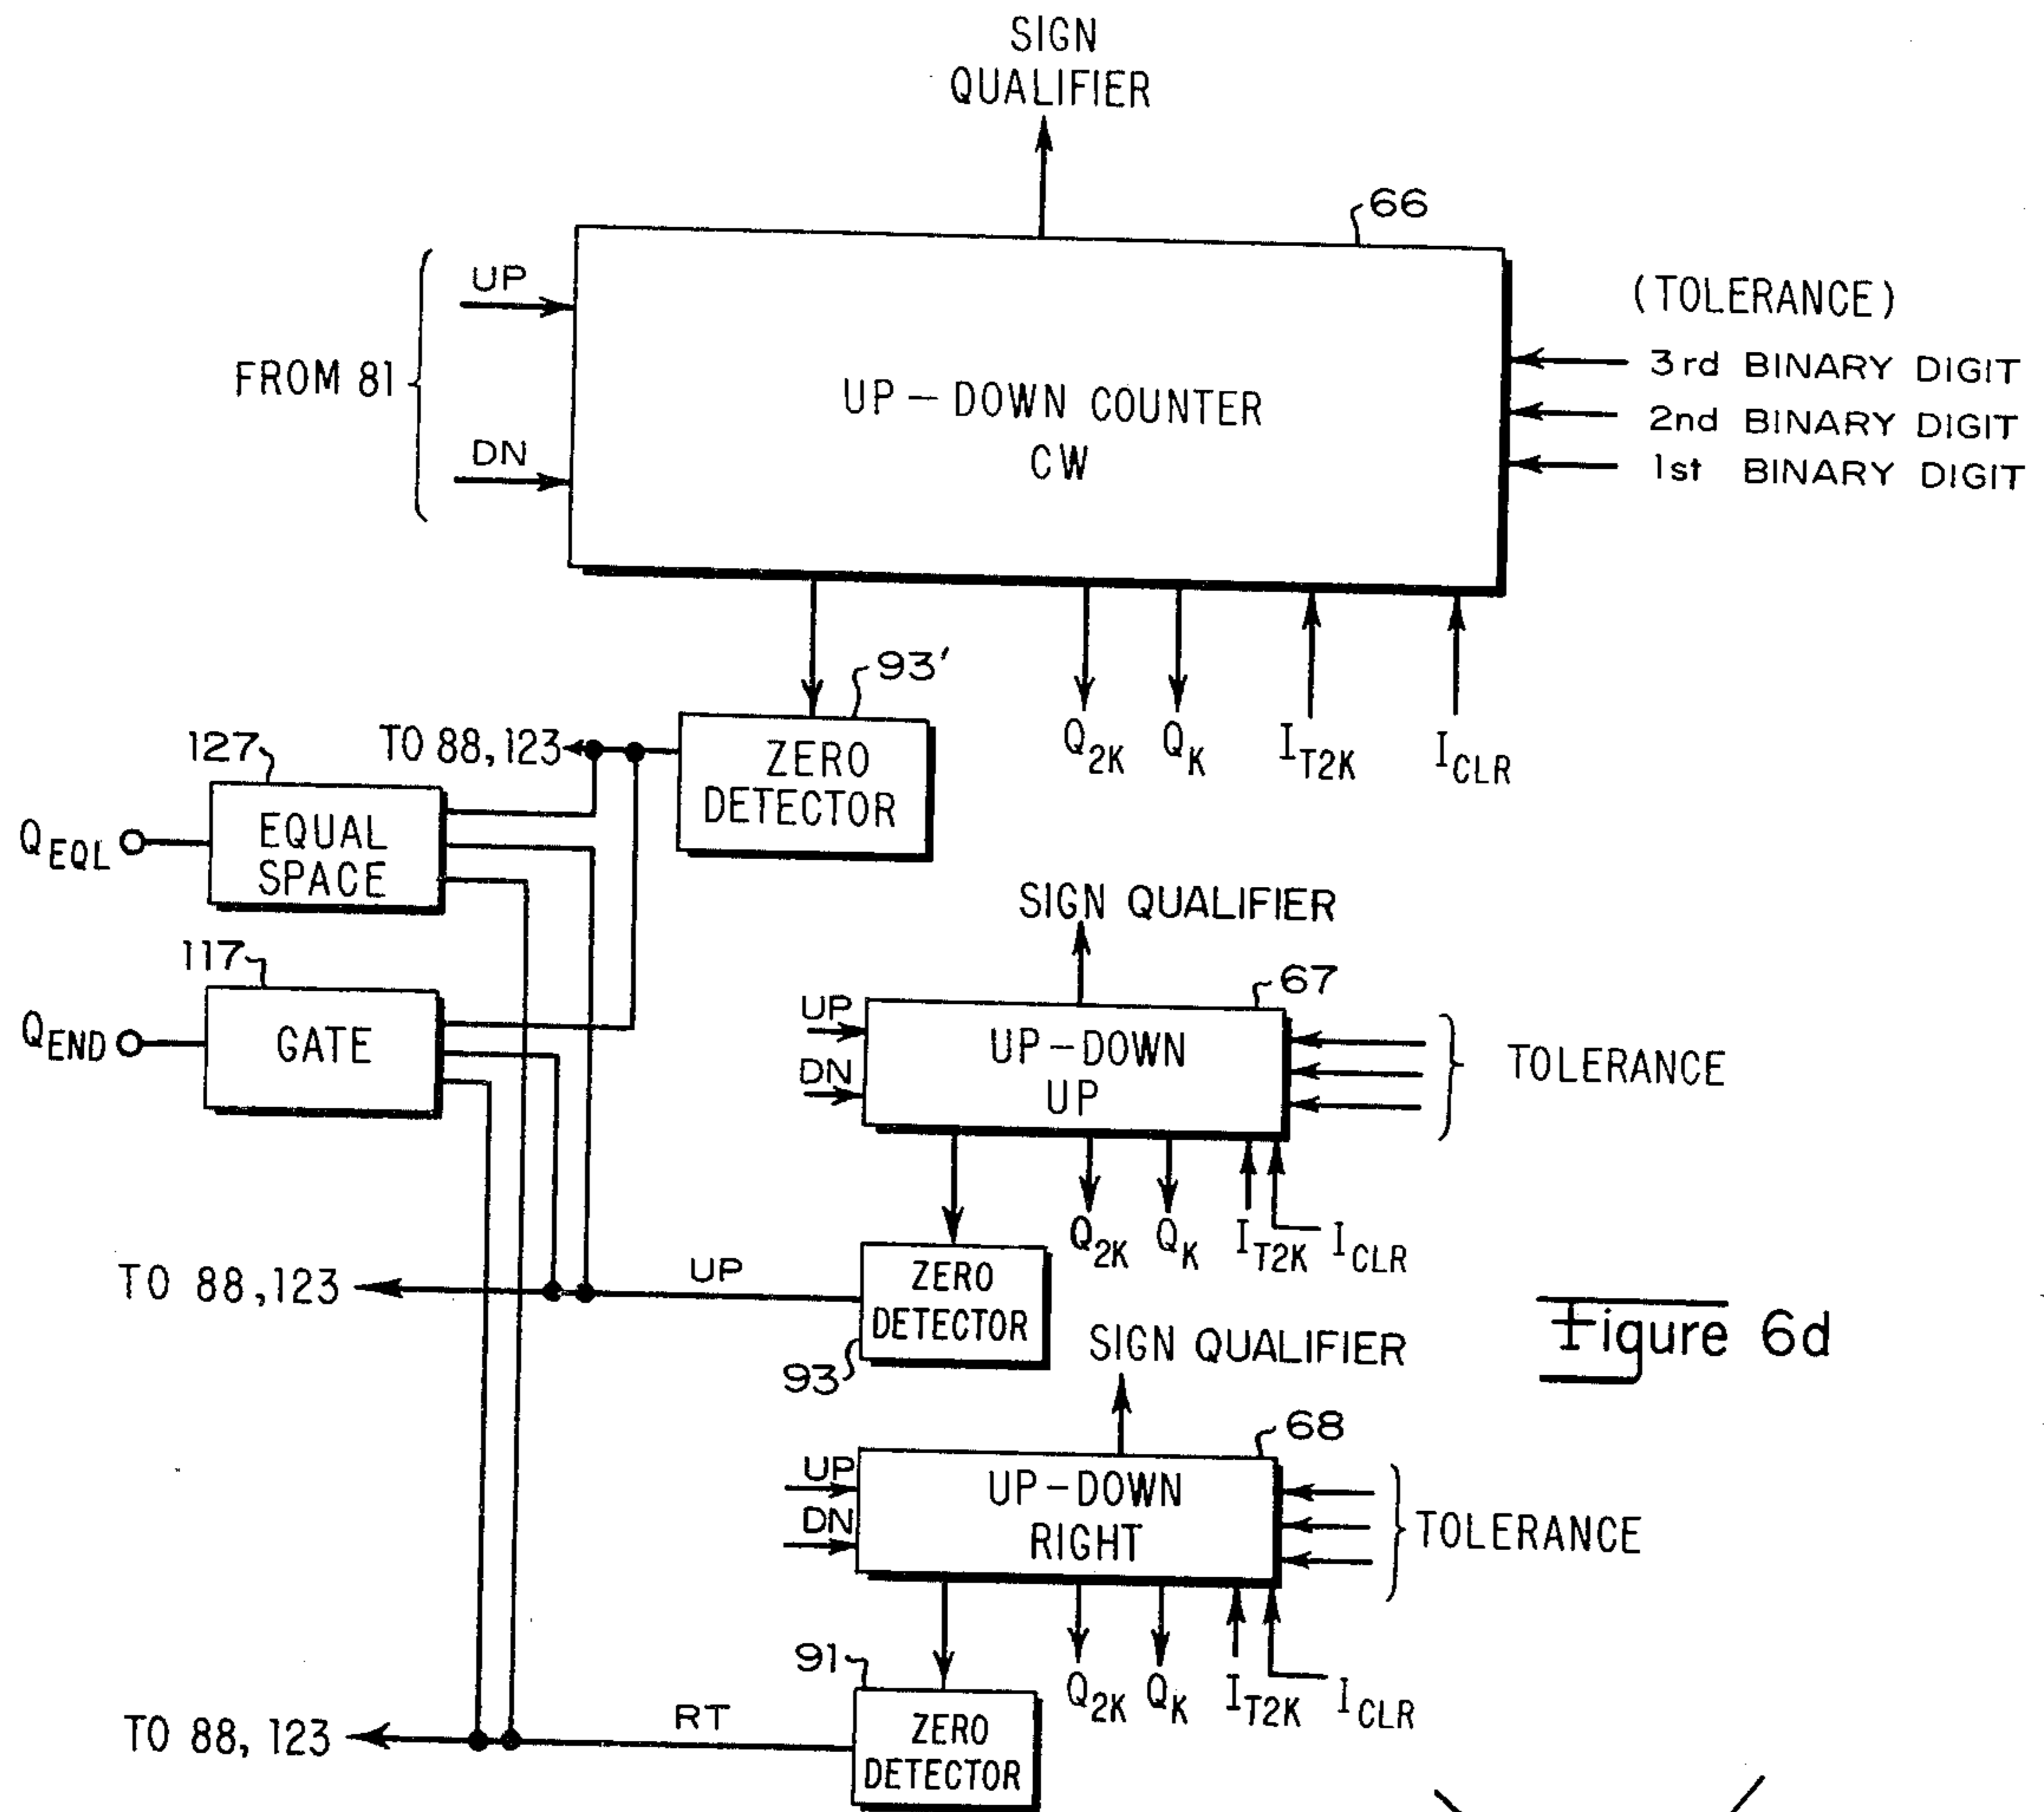 SIGN
QUALIFIER
66
UP
(TOLERANCE)
FROM 81
3rd BINARY DIGIT
UP-DOWN COUNTER
CW
2nd BINARY DIGIT
DN
1st BINARY DIGIT
93'
127
TO 88, 123
ZERO
DETECTOR
Q2K
QK
IT2K
ICLR
QEQL
EQUAL
SPACE
SIGN QUALIFIER
117
67
QEND
GATE
UP
DN
UP-DOWN
UP
TOLERANCE
Q2K
QK
IT2K
ICLR
TO 88, 123
UP
ZERO
DETECTOR
93
SIGN QUALIFIER
Figure 6d
68
UP
DN
UP-DOWN
RIGHT
TOLERANCE
91
Q2K
QK
IT2K
ICLR
TO 88, 123
RT
ZERO
DETECTOR